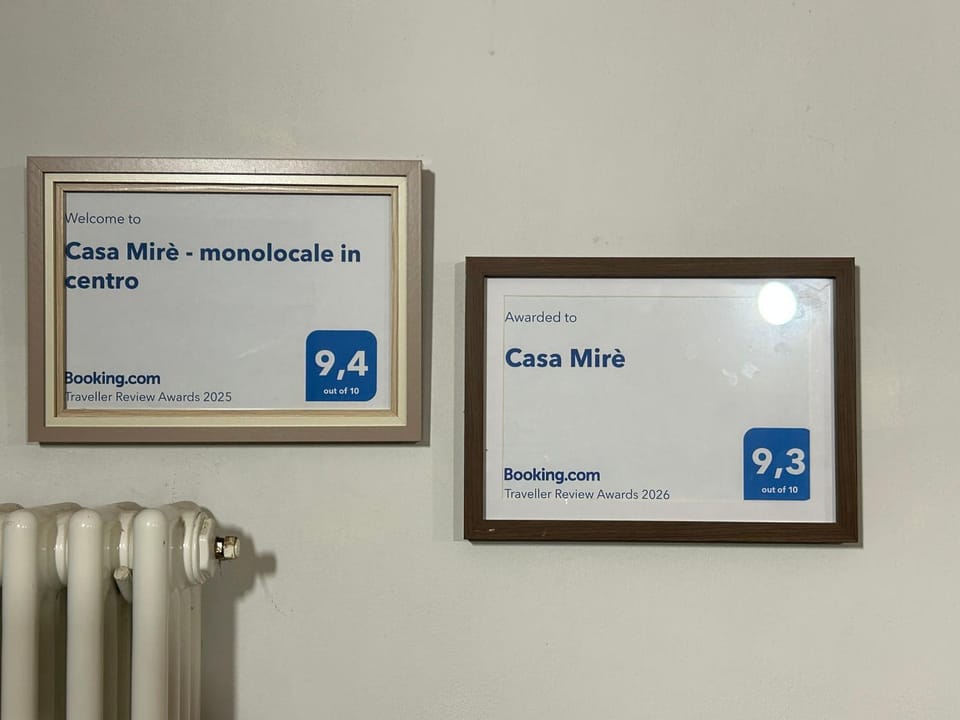 Welcome to
Casa Mirè - monolocale in
centro
9,4
out of 10
Booking.com
Traveller Review Awards 2025
Awarded to
Casa Mirè
9,3
out of 10
Booking.com
Traveller Review Awards 2026